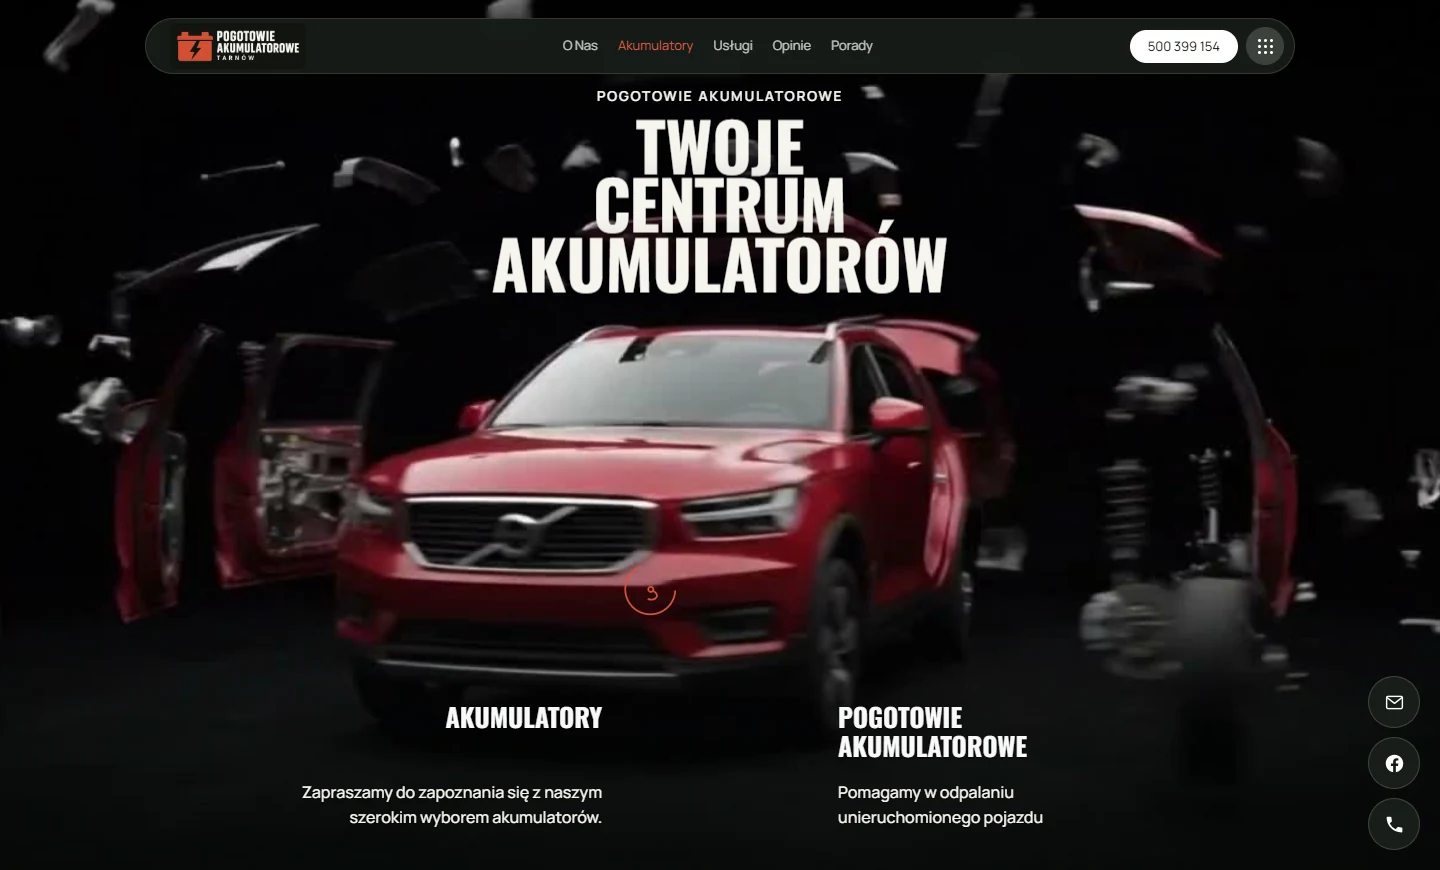 POGOTOWIE
AKUMULATOROWE
TARNÓW
O Nas
Akumulatory
Usługi
Opinie
Porady
500 399 154
POGOTOWIE AKUMULATOROWE
TWOJE
CENTRUM
AKUMULATORÓW
AKUMULATORY
Zapraszamy do zapoznania się z naszym
szerokim wyborem akumulatorów.
POGOTOWIE
AKUMULATOROWE
Pomagamy w odpalaniu
unieruchomionego pojazdu